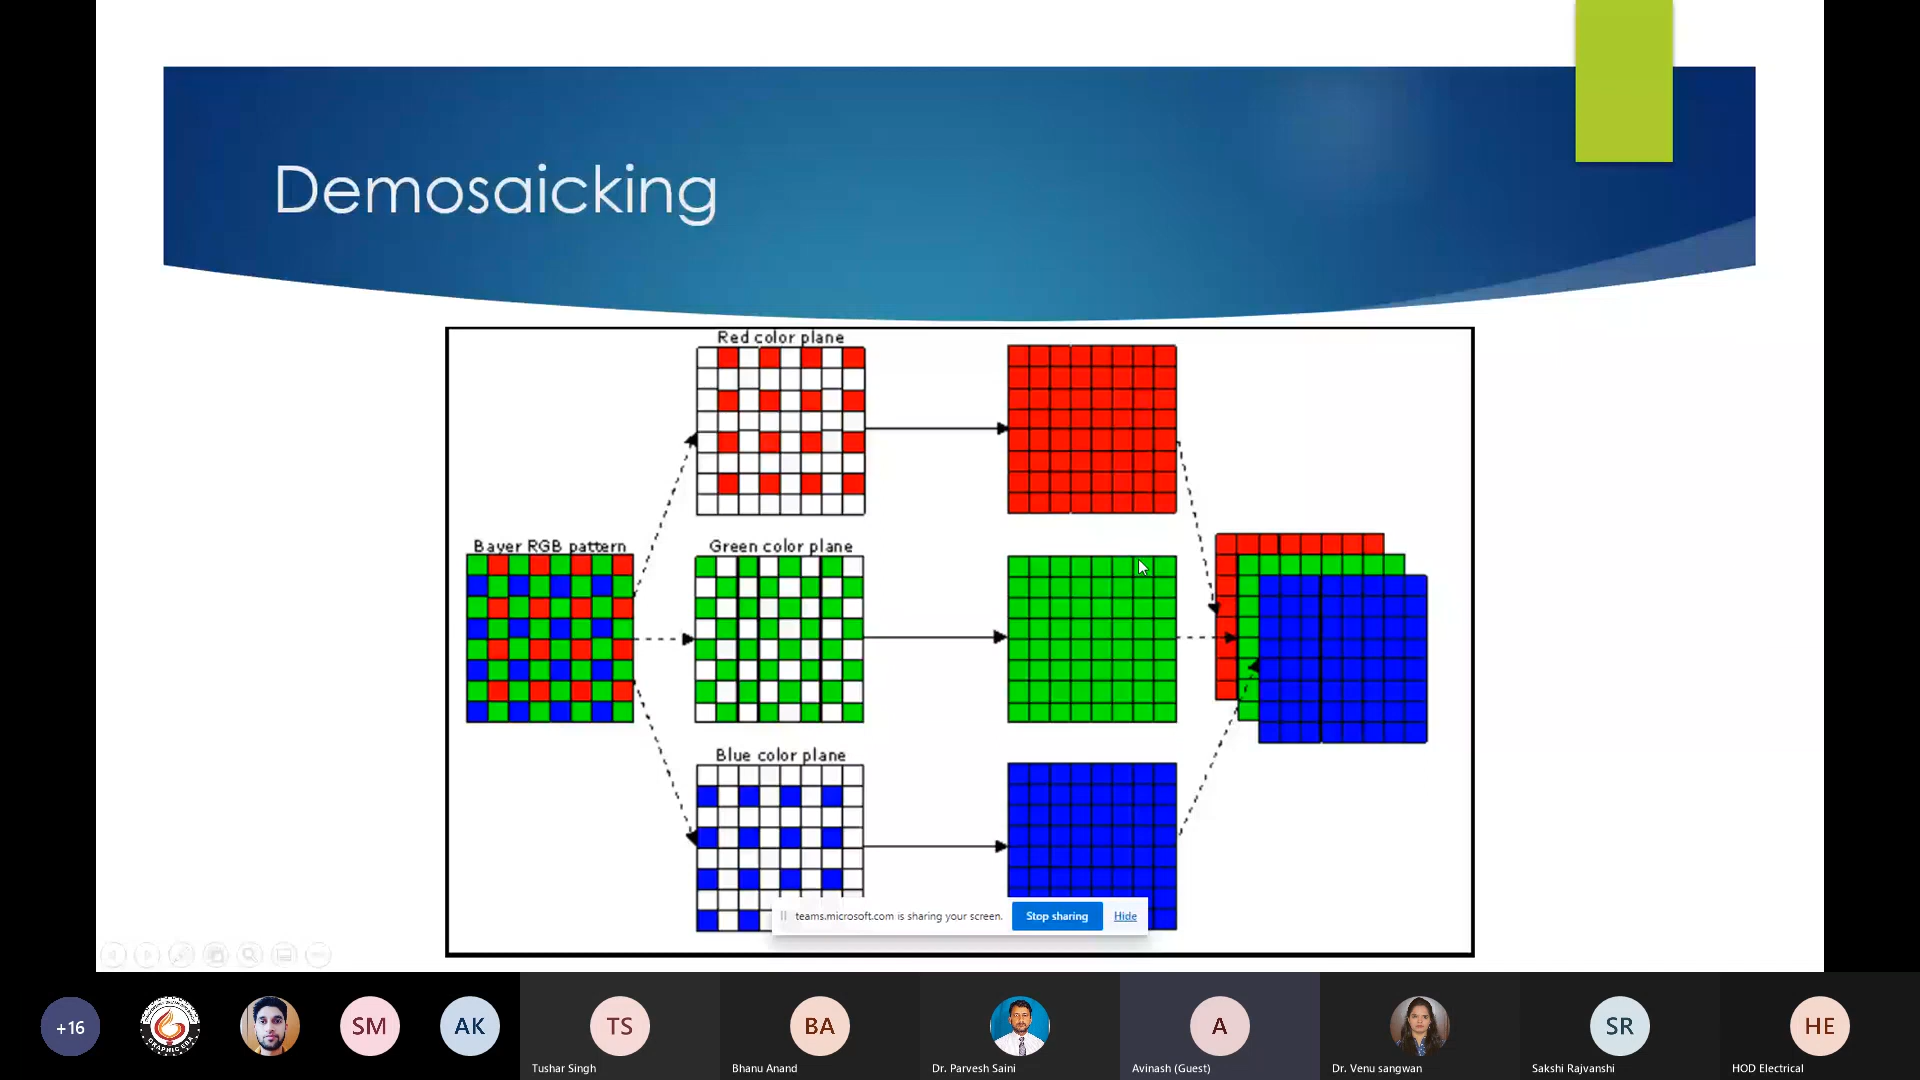 Demosaicking
Red color plane
Bayer RGB pattern
Green color plane
Blue color plane
teams.microsoft.com is sharing your screen.
Stop sharing
Hide
+16
GRAPHIC ERA
SM
AK
TS
BA
A
SR
HE
Tushar Singh
Bhanu Anand
Dr. Parvesh Saini
Avinash (Guest)
Dr. Venu sangwan
Sakshi Rajvanshi
HOD Electrical